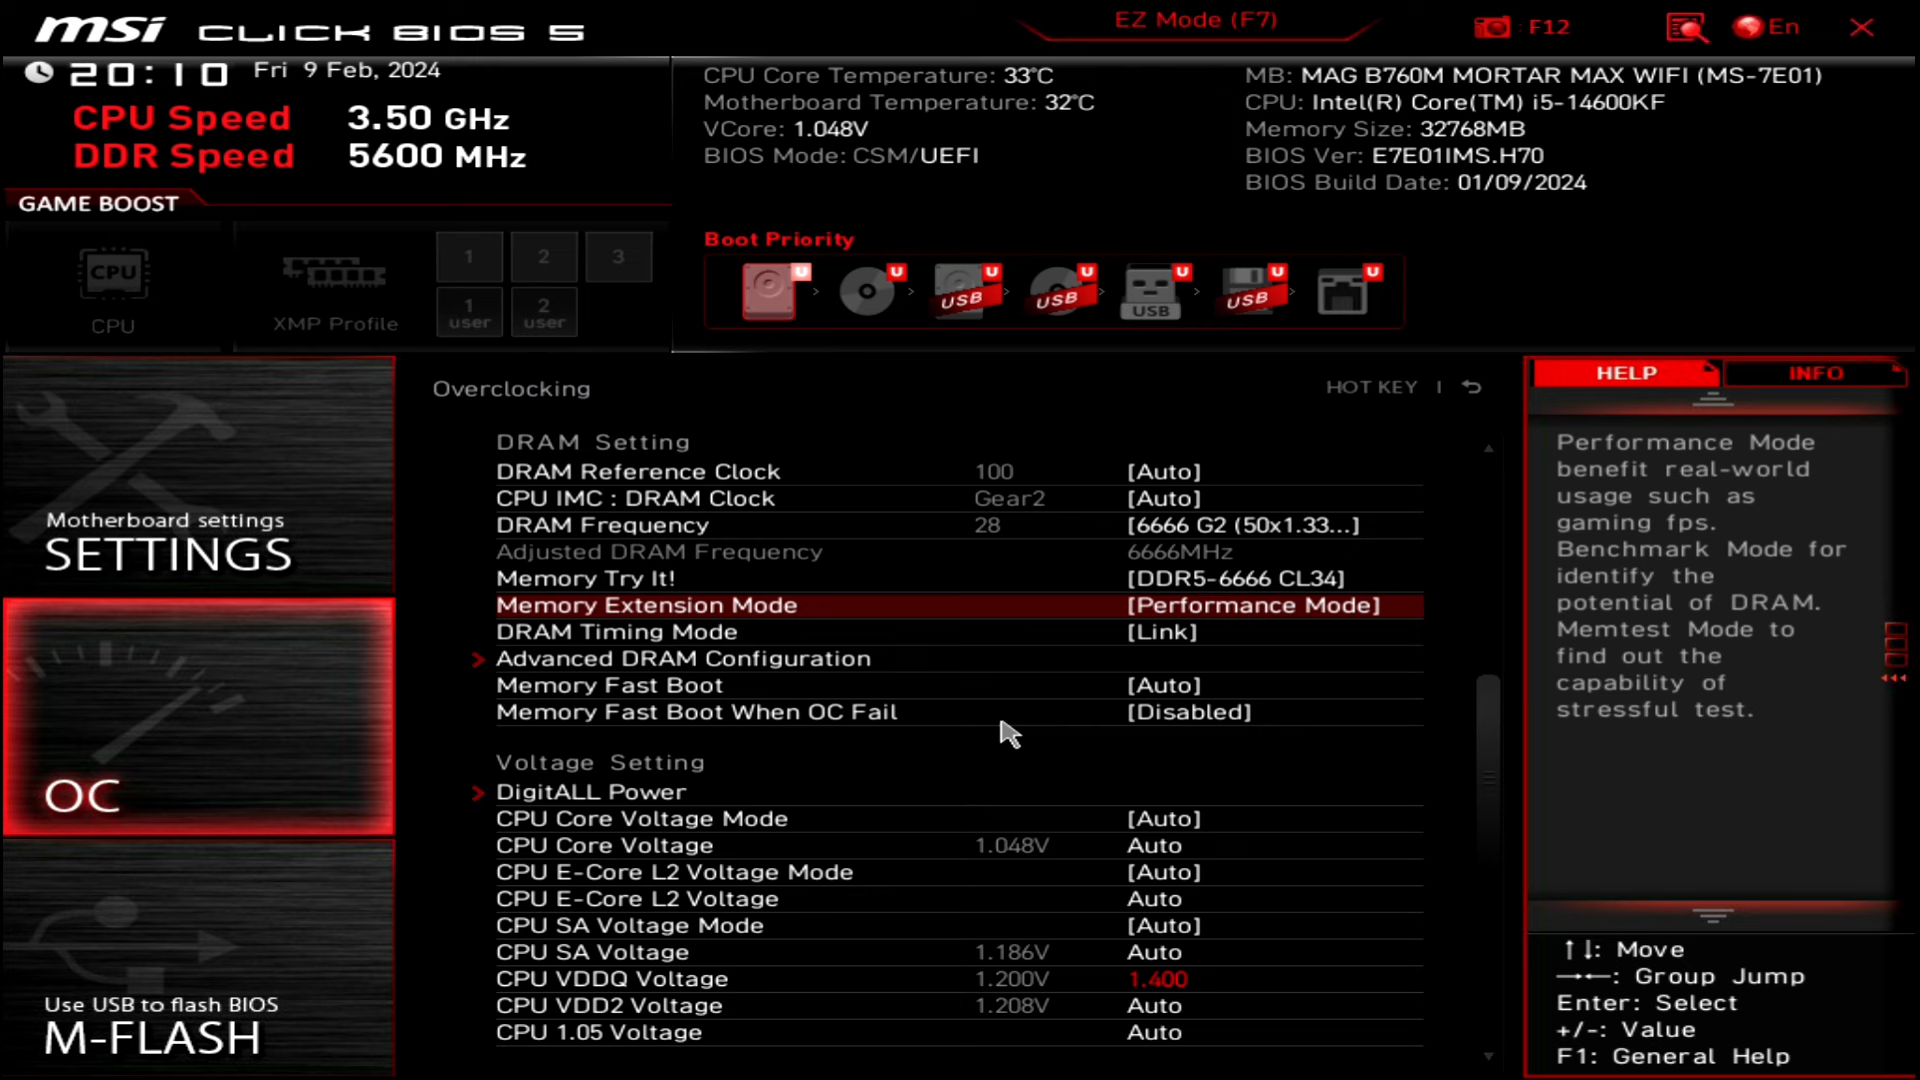 msi CLICK BIOS 5
EZ Mode (F7)
: F12
En
20:10 Fri 9 Feb, 2024
CPU Speed 3.50 GHz
DDR Speed 5600 MHz
CPU Core Temperature: 33°C
Motherboard Temperature: 32°C
VCore: 1.048V
BIOS Mode: CSM/UEFI
MB: MAG B760M MORTAR MAX WIFI (MS-7E01)
CPU: Intel(R) Core(TM) i5-14600KF
Memory Size: 32768MB
BIOS Ver: E7E01IMS.H70
BIOS Build Date: 01/09/2024
GAME BOOST
CPU
CPU
XMP Profile
1 2 3
1 user 2 user
Boot Priority
U U U U U U U
USB USB USB USB
Motherboard settings
SETTINGS
OC
Use USB to flash BIOS
M-FLASH
Overclocking
HOT KEY |
DRAM Setting
DRAM Reference Clock 100 [Auto]
CPU IMC : DRAM Clock Gear2 [Auto]
DRAM Frequency 28 [6666 G2 (50x1.33...]
Adjusted DRAM Frequency 6666MHz
Memory Try It! [DDR5-6666 CL34]
Memory Extension Mode [Performance Mode]
DRAM Timing Mode [Link]
> Advanced DRAM Configuration
Memory Fast Boot [Auto]
Memory Fast Boot When OC Fail [Disabled]
Voltage Setting
> DigitALL Power
CPU Core Voltage Mode [Auto]
CPU Core Voltage 1.048V Auto
CPU E-Core L2 Voltage Mode [Auto]
CPU E-Core L2 Voltage Auto
CPU SA Voltage Mode [Auto]
CPU SA Voltage 1.186V Auto
CPU VDDQ Voltage 1.200V 1.400
CPU VDD2 Voltage 1.208V Auto
CPU 1.05 Voltage Auto
HELP
INFO
Performance Mode
benefit real-world
usage such as
gaming fps.
Benchmark Mode for
identify the
potential of DRAM.
Memtest Mode to
find out the
capability of
stressful test.
↑↓: Move
→←: Group Jump
Enter: Select
+/-: Value
F1: General Help